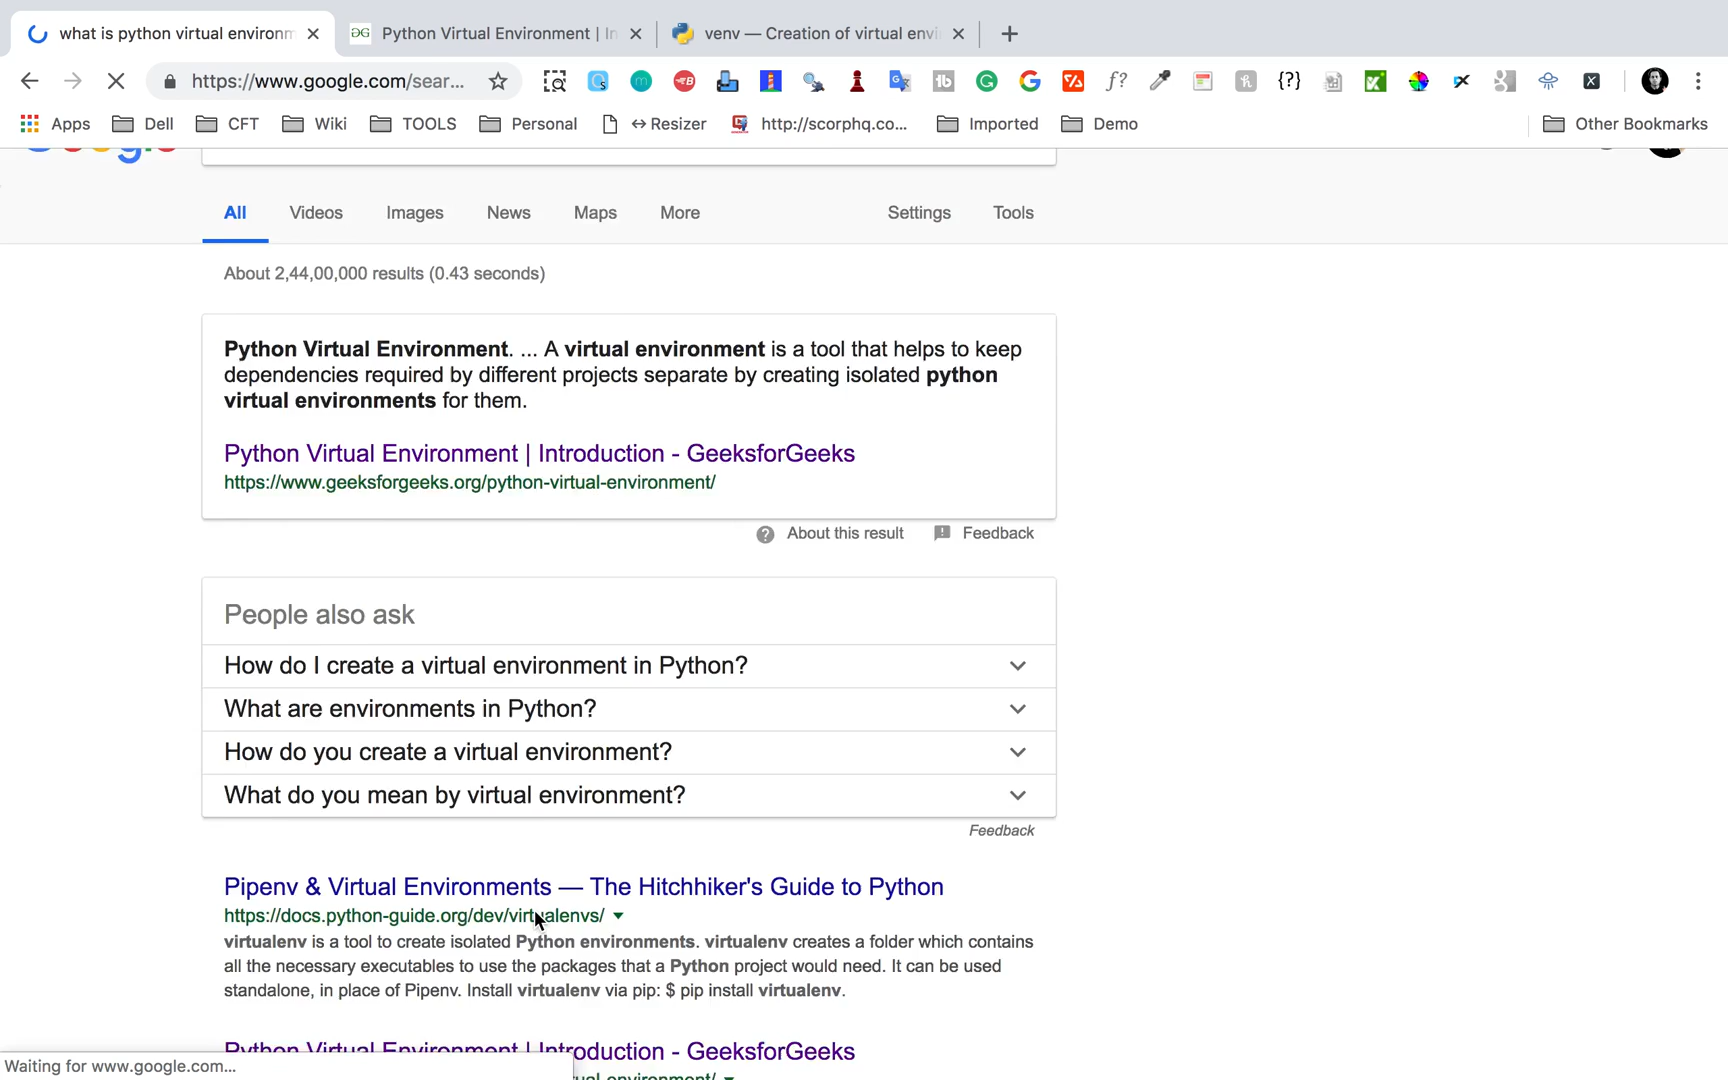 what is python virtual environm
Python Virtual Environment | In
venv — Creation of virtual envi
https://www.google.com/sear...
Apps
Dell
CFT
Wiki
TOOLS
Personal
↔ Resizer
http://scorphq.co...
Imported
Demo
Other Bookmarks
All
Videos
Images
News
Maps
More
Settings
Tools
About 2,44,00,000 results (0.43 seconds)
Python Virtual Environment. ... A virtual environment is a tool that helps to keep
dependencies required by different projects separate by creating isolated python
virtual environments for them.
Python Virtual Environment | Introduction - GeeksforGeeks
https://www.geeksforgeeks.org/python-virtual-environment/
About this result
Feedback
People also ask
How do I create a virtual environment in Python?
What are environments in Python?
How do you create a virtual environment?
What do you mean by virtual environment?
Feedback
Pipenv & Virtual Environments — The Hitchhiker's Guide to Python
https://docs.python-guide.org/dev/virtualenvs/
virtualenv is a tool to create isolated Python environments. virtualenv creates a folder which contains
all the necessary executables to use the packages that a Python project would need. It can be used
standalone, in place of Pipenv. Install virtualenv via pip: $ pip install virtualenv.
Python Virtual Environment | Introduction - GeeksforGeeks
Waiting for www.google.com...